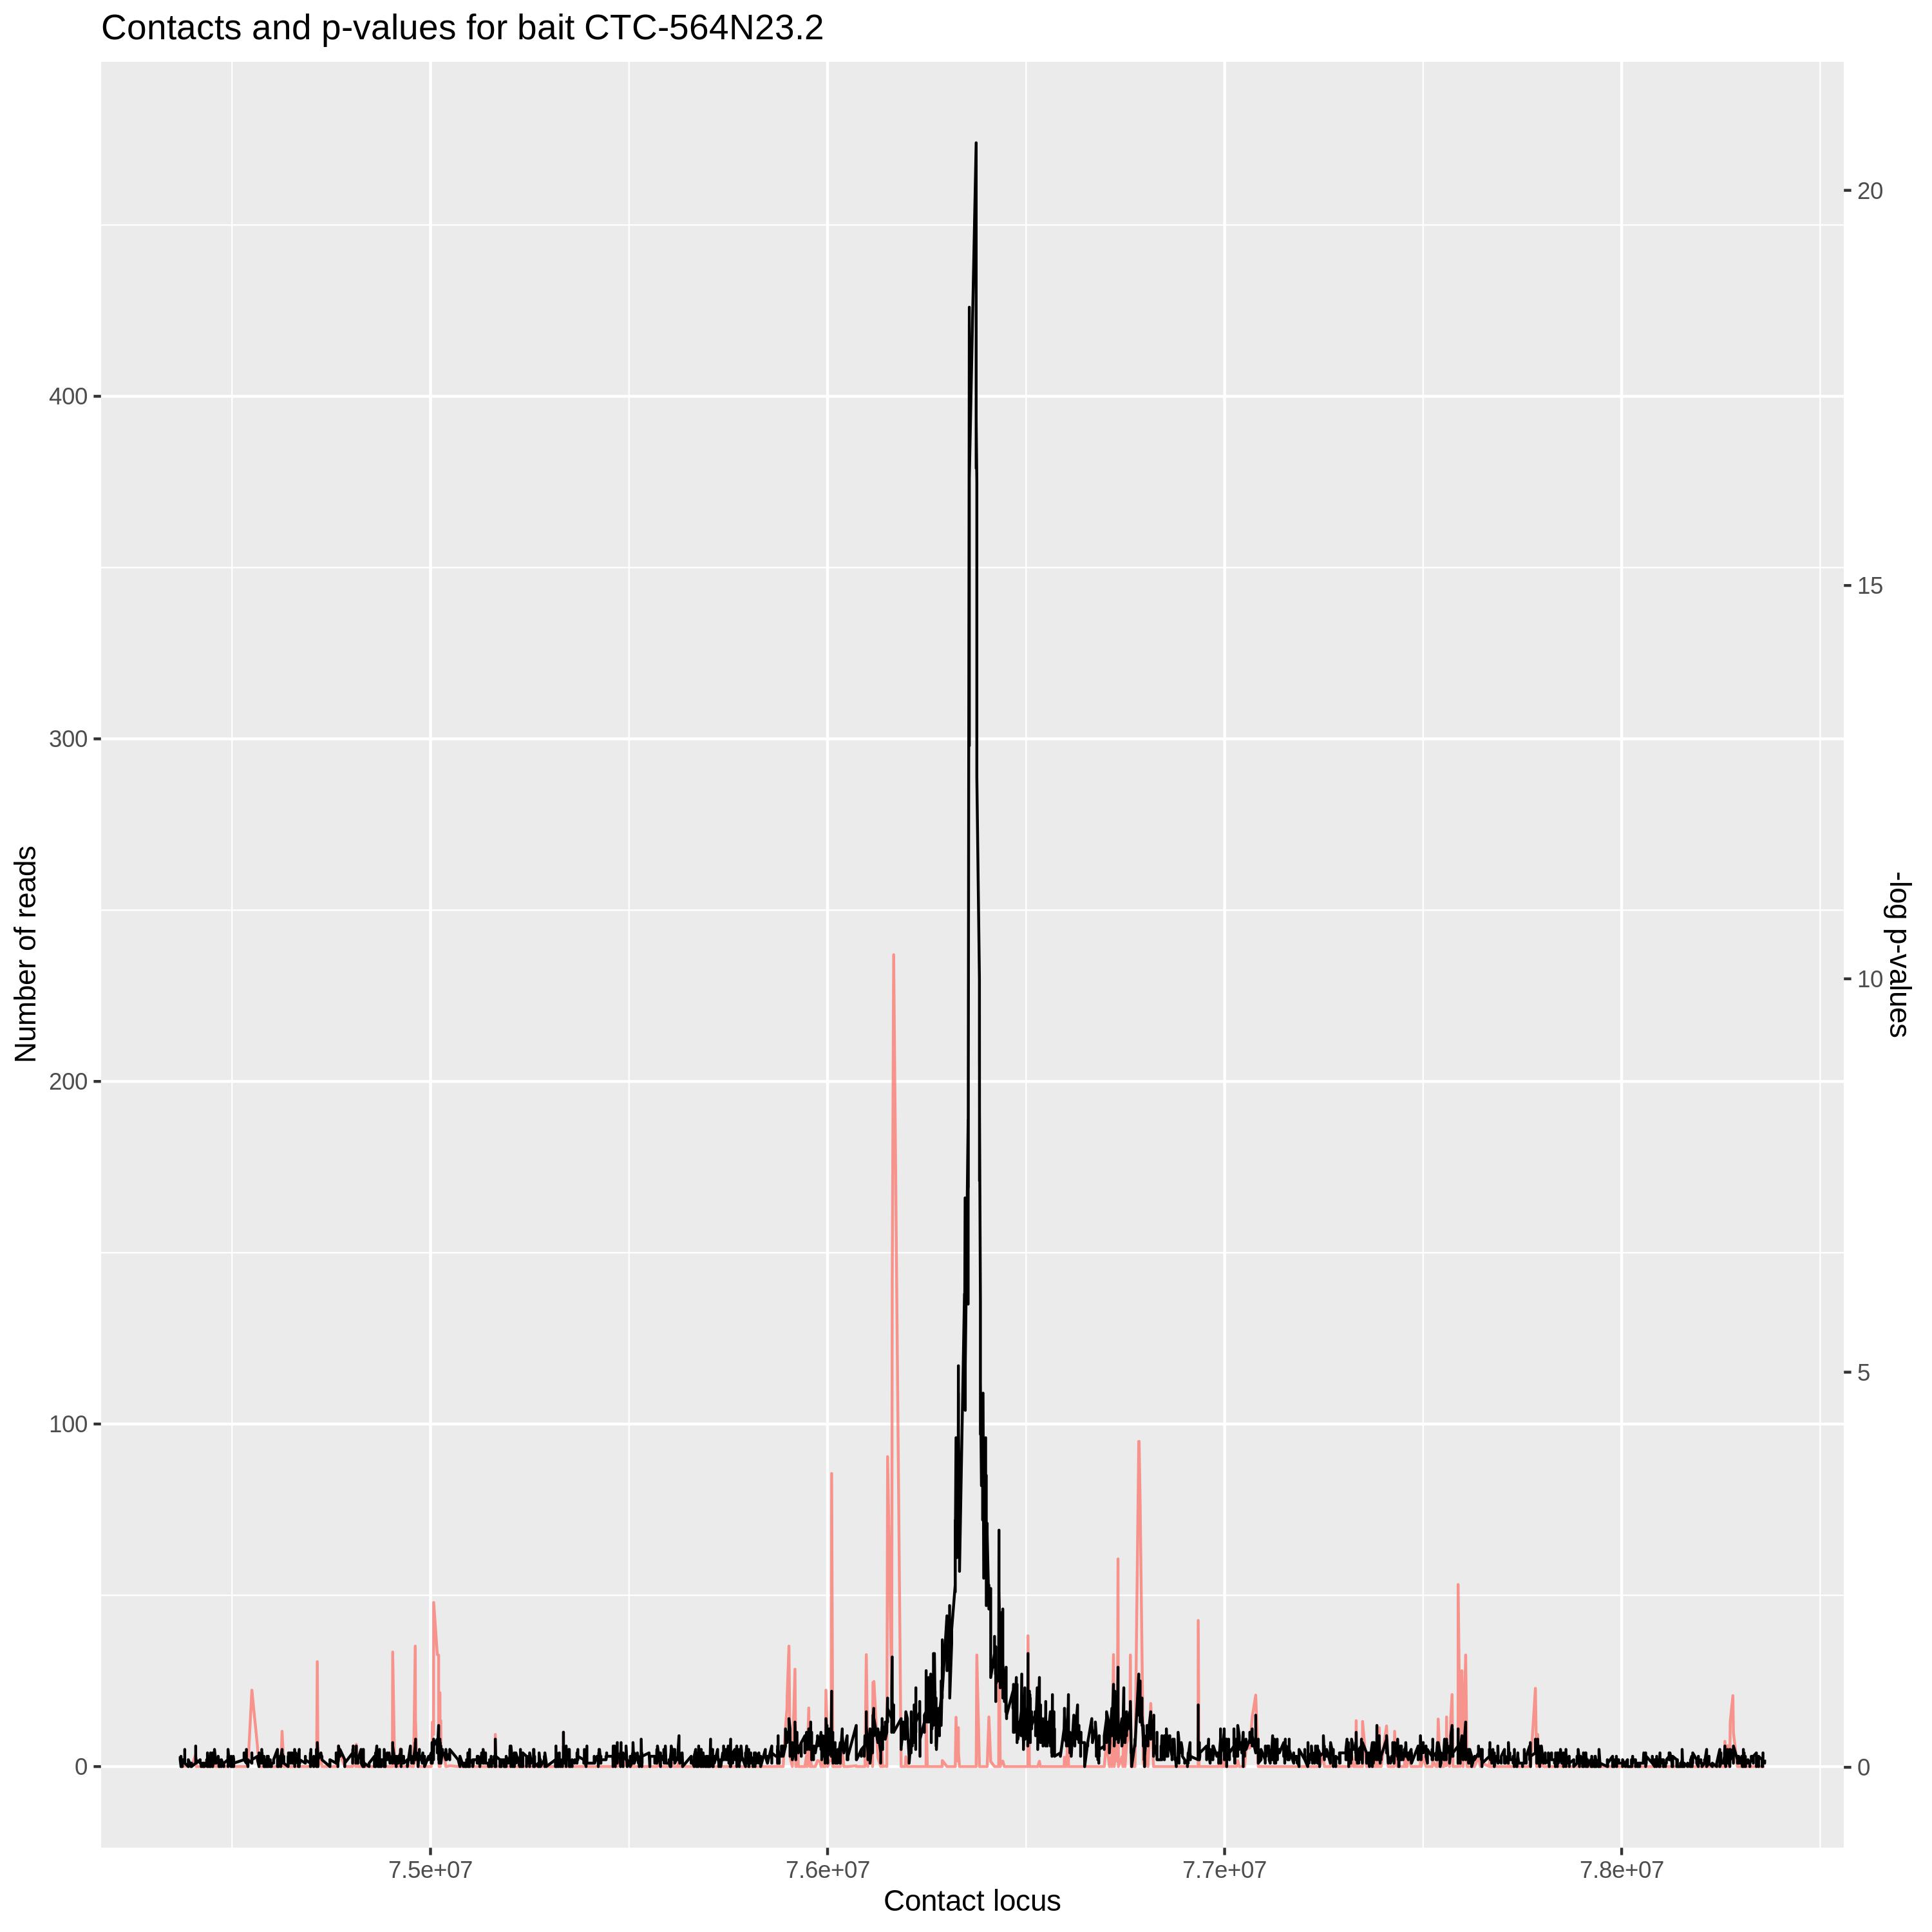 Contacts and p-values for bait CTC-564N23.2
Number of reads
400
300
200
100
0
20
15
10
5
0
-log p-values
7.5e+07
7.6e+07
7.7e+07
7.8e+07
Contact locus